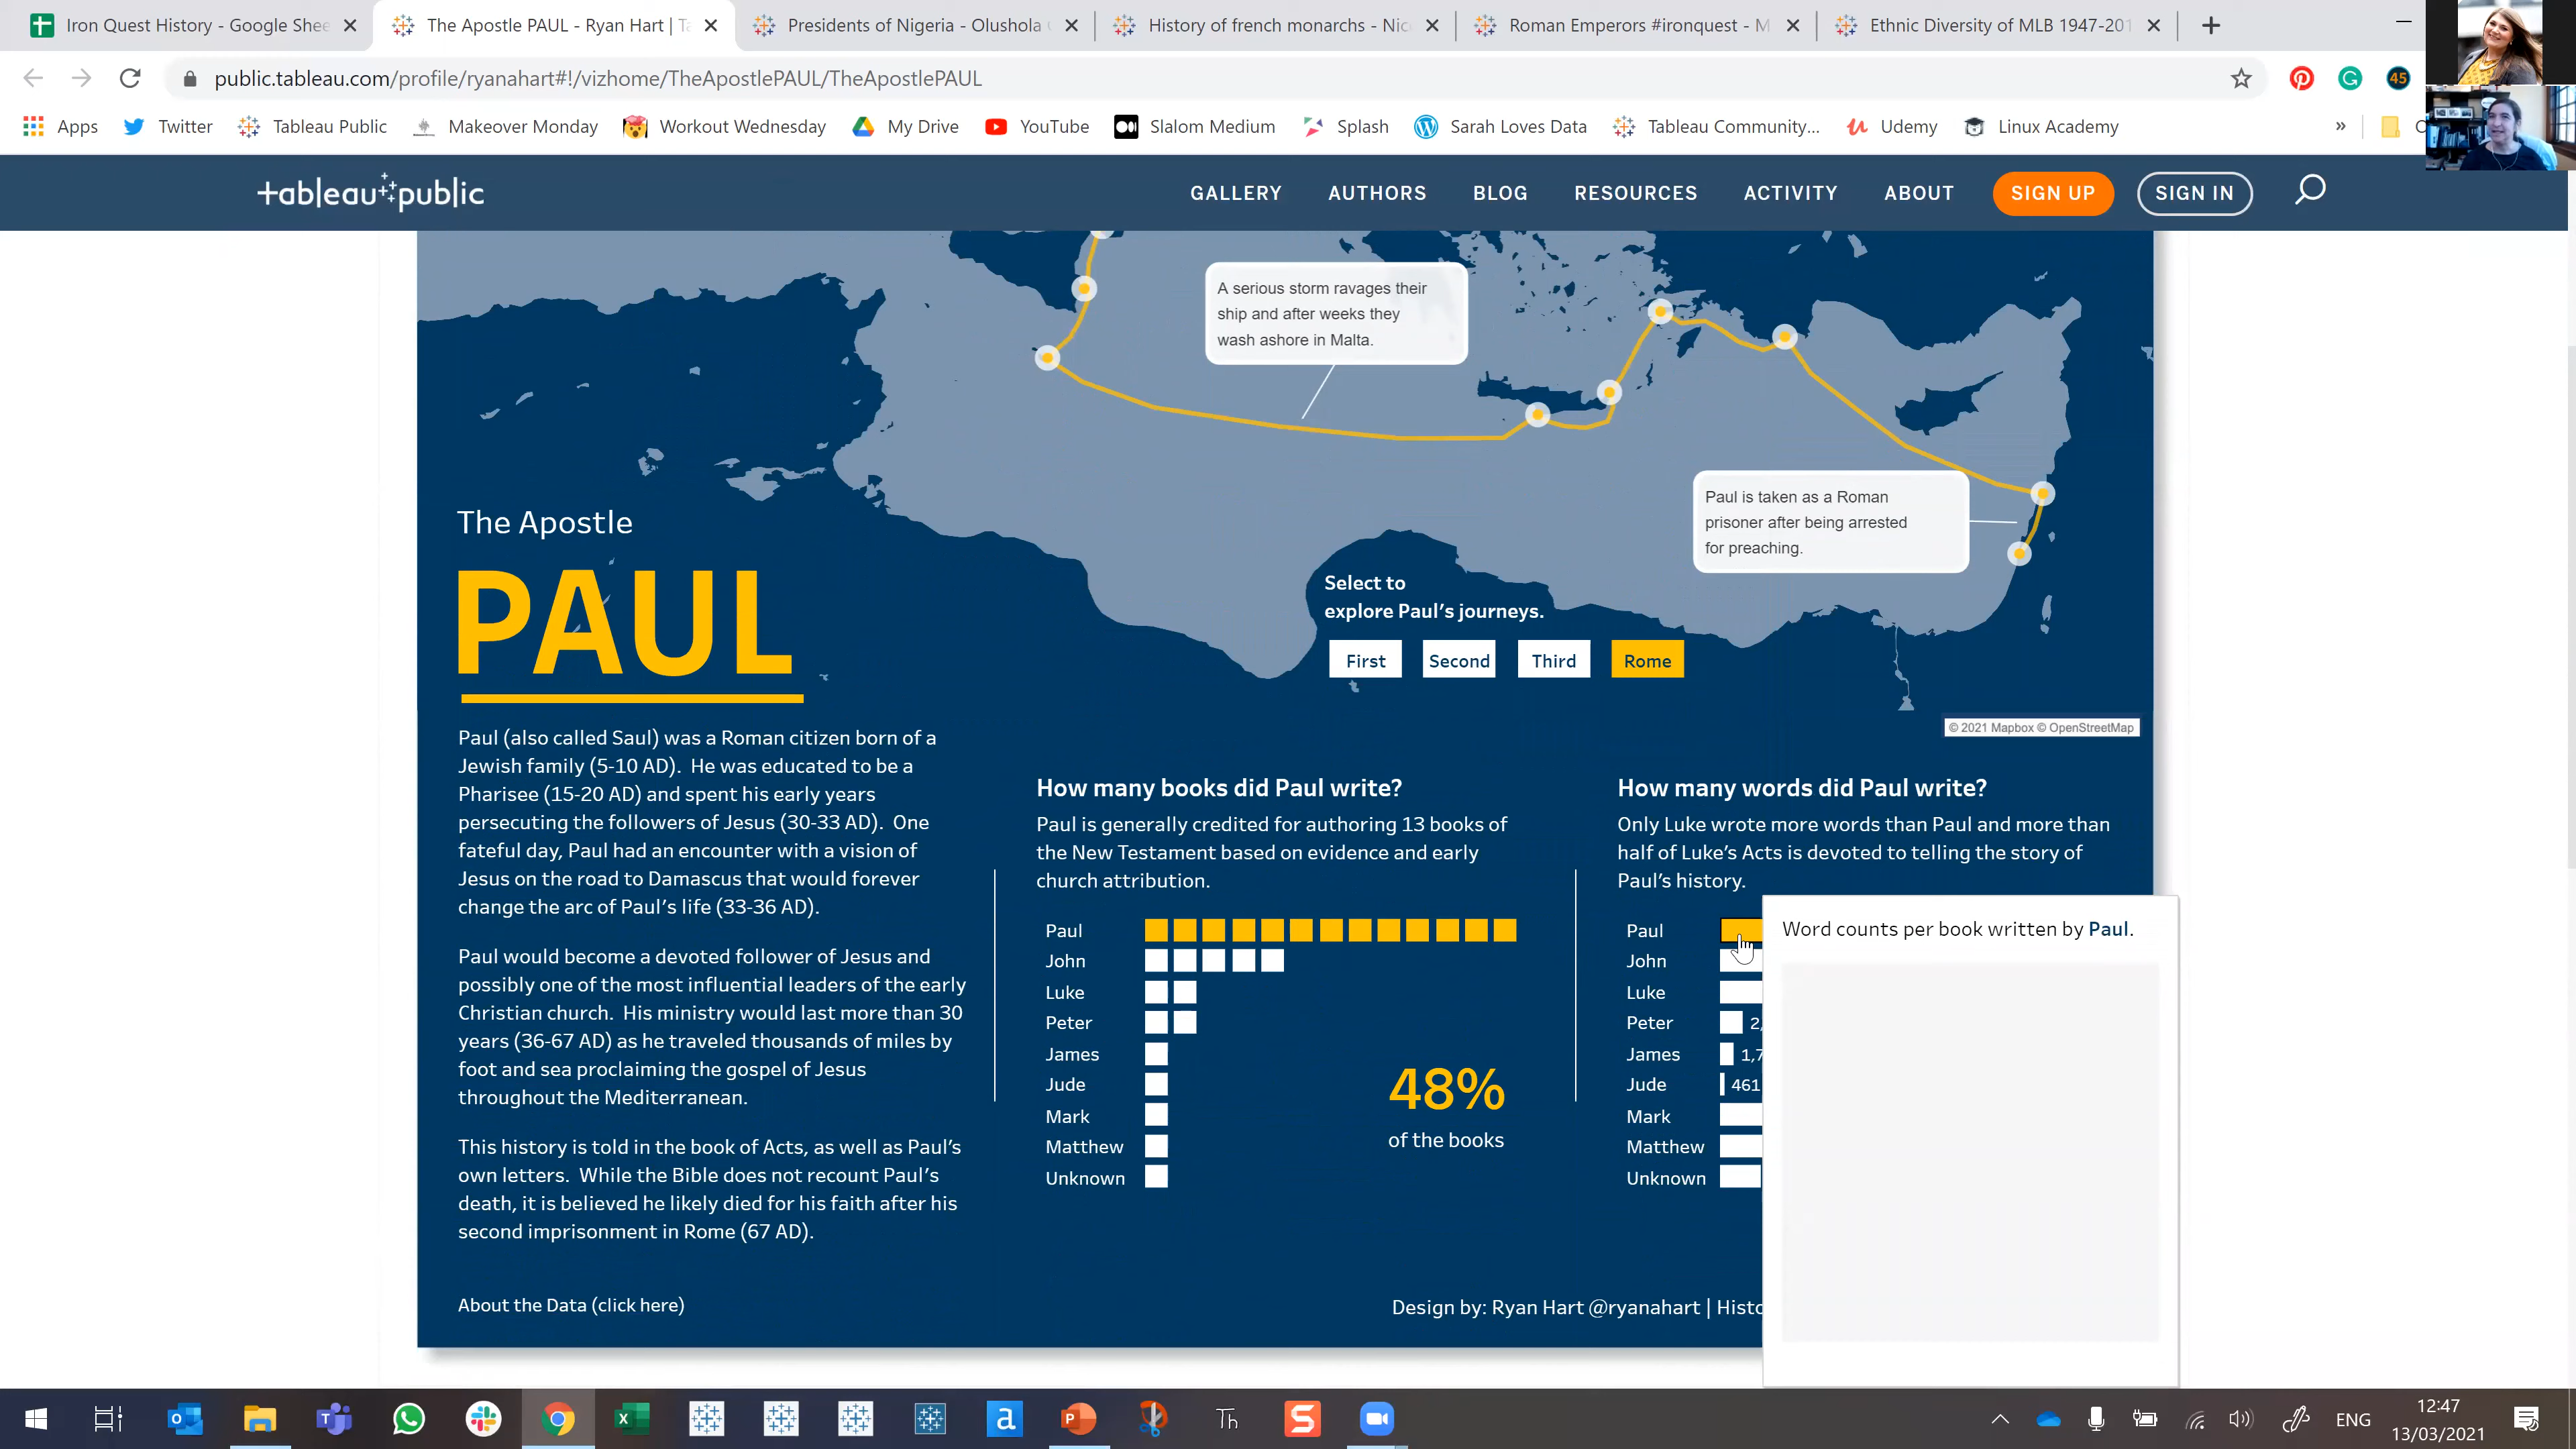 Iron Quest History - Google Shee
The Apostle PAUL - Ryan Hart | Ta
Presidents of Nigeria - Olushola
History of french monarchs - Nic
Roman Emperors #ironquest - M
Ethnic Diversity of MLB 1947-201
public.tableau.com/profile/ryanahart#!/vizhome/TheApostlePAUL/TheApostlePAUL
45
Apps
Twitter
Tableau Public
Makeover Monday
Workout Wednesday
My Drive
YouTube
Slalom Medium
Splash
Sarah Loves Data
Tableau Community...
Udemy
Linux Academy
»
tableau public
GALLERY
AUTHORS
BLOG
RESOURCES
ACTIVITY
ABOUT
SIGN UP
SIGN IN
A serious storm ravages their
ship and after weeks they
wash ashore in Malta.
Paul is taken as a Roman
prisoner after being arrested
for preaching.
The Apostle
PAUL
Select to
explore Paul's journeys.
First
Second
Third
Rome
© 2021 Mapbox © OpenStreetMap
Paul (also called Saul) was a Roman citizen born of a
Jewish family (5-10 AD). He was educated to be a
Pharisee (15-20 AD) and spent his early years
persecuting the followers of Jesus (30-33 AD). One
fateful day, Paul had an encounter with a vision of
Jesus on the road to Damascus that would forever
change the arc of Paul's life (33-36 AD).
Paul would become a devoted follower of Jesus and
possibly one of the most influential leaders of the early
Christian church. His ministry would last more than 30
years (36-67 AD) as he traveled thousands of miles by
foot and sea proclaiming the gospel of Jesus
throughout the Mediterranean.
This history is told in the book of Acts, as well as Paul's
own letters. While the Bible does not recount Paul's
death, it is believed he likely died for his faith after his
second imprisonment in Rome (67 AD).
How many books did Paul write?
Paul is generally credited for authoring 13 books of
the New Testament based on evidence and early
church attribution.
Paul
John
Luke
Peter
James
Jude
Mark
Matthew
Unknown
48%
of the books
How many words did Paul write?
Only Luke wrote more words than Paul and more than
half of Luke's Acts is devoted to telling the story of
Paul's history.
Paul
John
Luke
Peter 2,
James 1,7
Jude 461
Mark
Matthew
Unknown
Word counts per book written by Paul.
About the Data (click here)
Design by: Ryan Hart @ryanahart | Histo
Th
ENG
12:47
13/03/2021